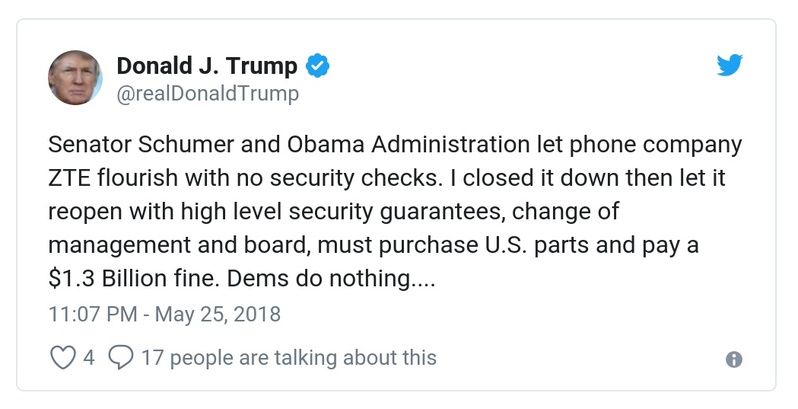 Donald J. Trump
@realDonaldTrump
Senator Schumer and Obama Administration let phone company
ZTE flourish with no security checks. I closed it down then let it
reopen with high level security guarantees, change of
management and board, must purchase U.S. parts and pay a
$1.3 Billion fine. Dems do nothing....
11:07 PM - May 25, 2018
4 17 people are talking about this